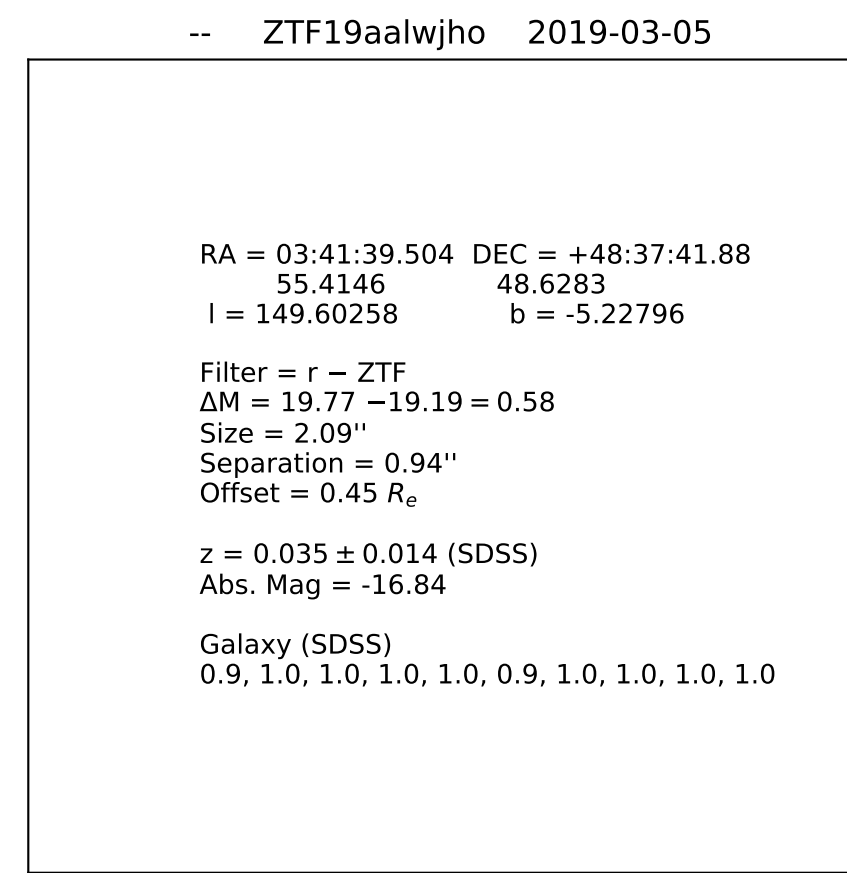 -- ZTF19aalwjho 2019-03-05
RA = 03:41:39.504 DEC = +48:37:41.88
55.4146 48.6283
l = 149.60258 b = -5.22796
Filter = r − ZTF
ΔM = 19.77 −19.19 = 0.58
Size = 2.09''
Separation = 0.94''
Offset = 0.45 Rₑ
z = 0.035 ± 0.014 (SDSS)
Abs. Mag = -16.84
Galaxy (SDSS)
0.9, 1.0, 1.0, 1.0, 1.0, 0.9, 1.0, 1.0, 1.0, 1.0